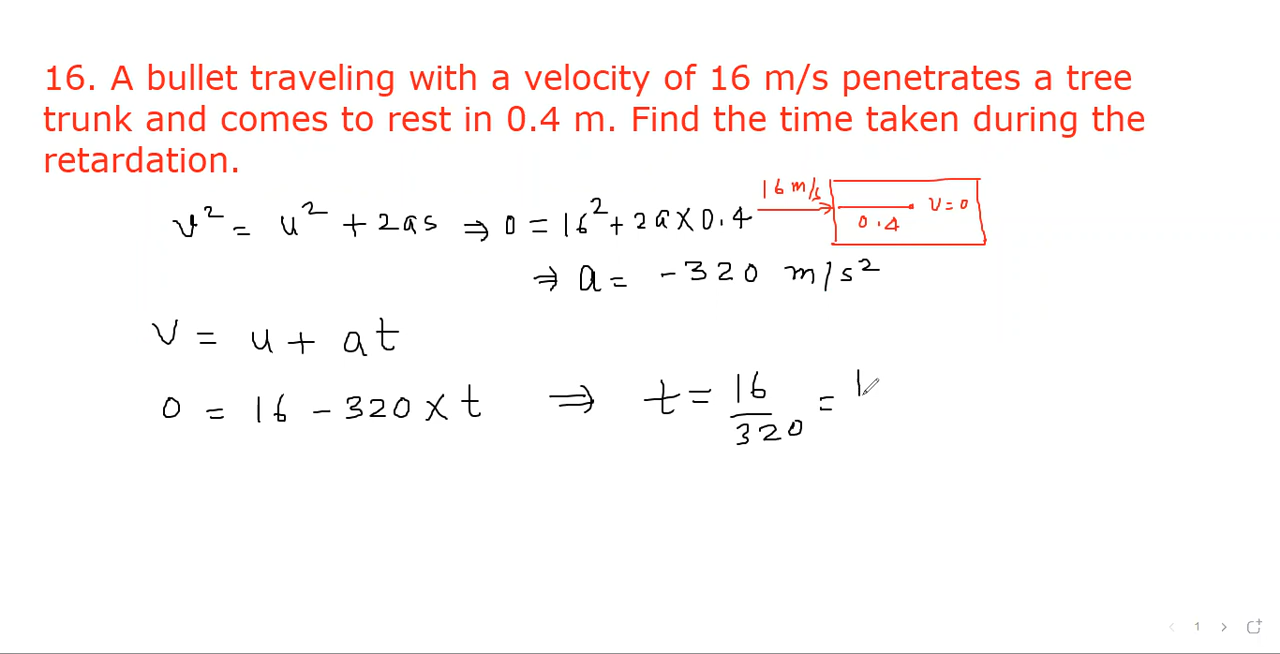 16. A bullet traveling with a velocity of 16 m/s penetrates a tree
trunk and comes to rest in 0.4 m. Find the time taken during the
retardation.
v² = u² + 2as ⇒ 0 = 16² + 2a × 0.4
16 m/s
v = 0
0.4
⇒ a = -320 m/s²
v = u + at
0 = 16 - 320 × t ⇒ t = 16/320 = 1
1